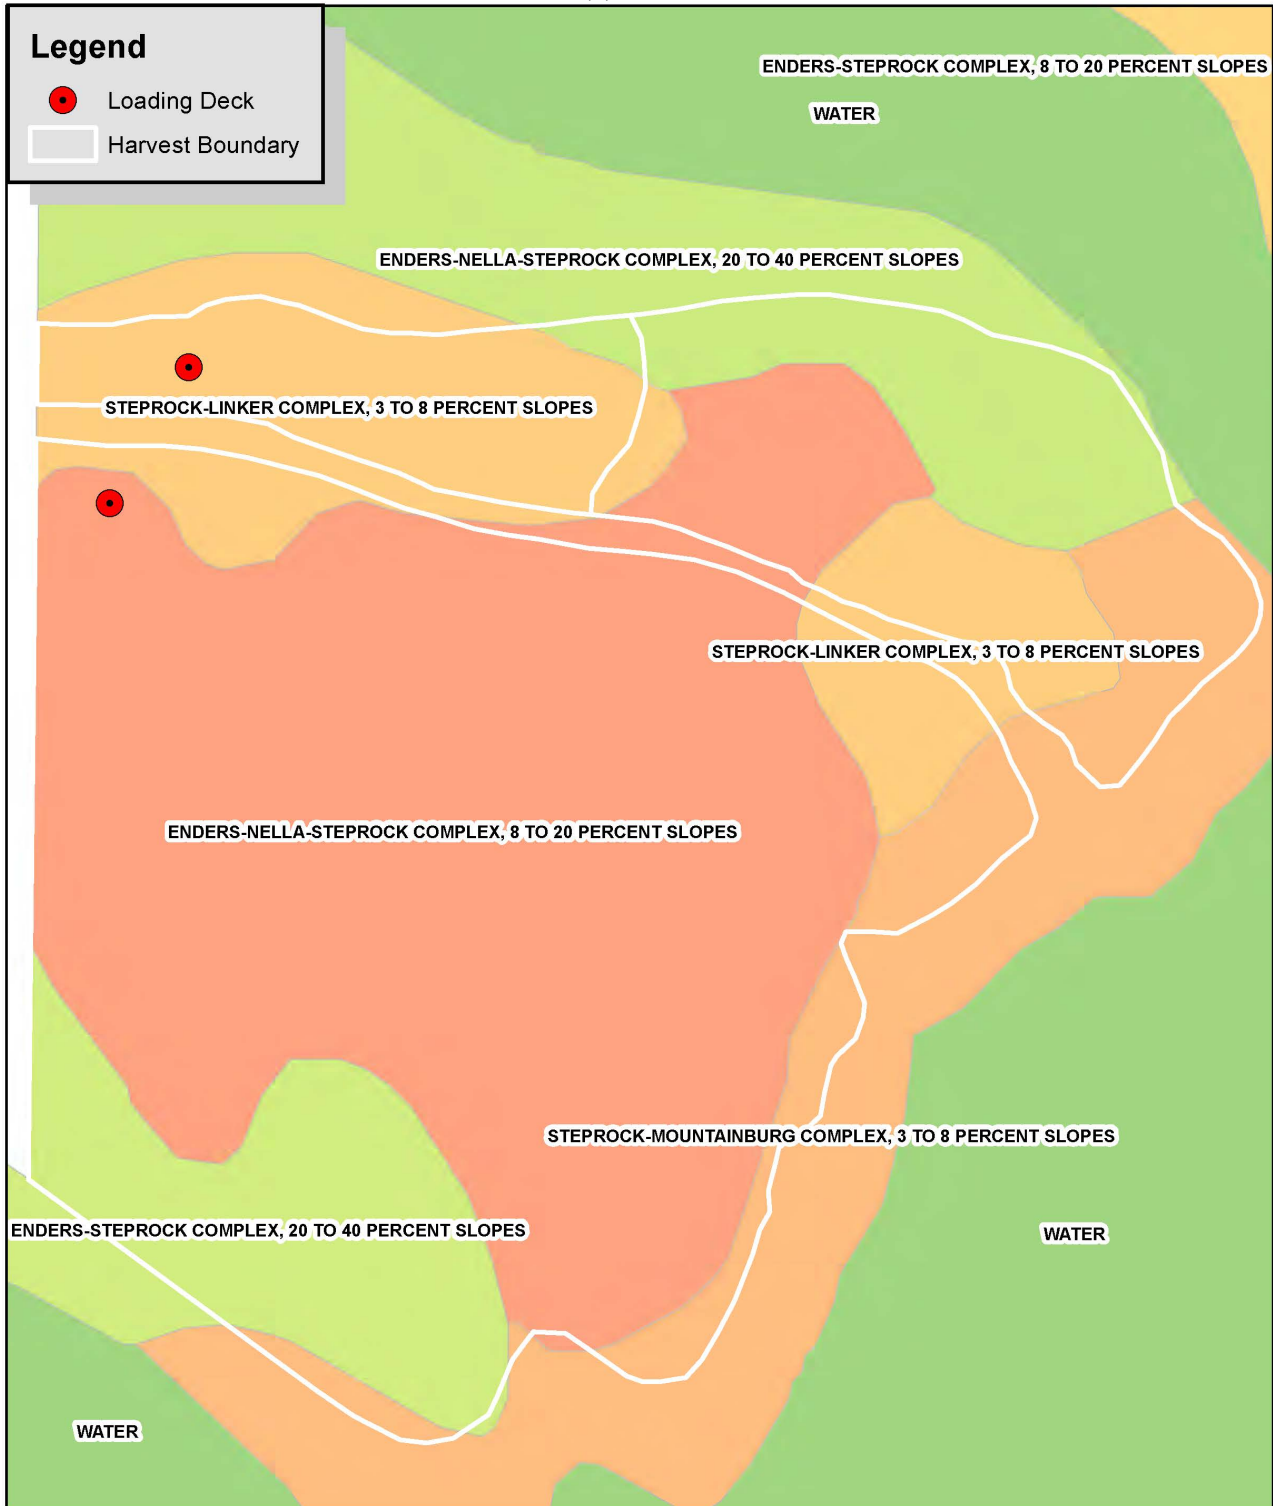 Legend
Loading Deck
Harvest Boundary
ENDERS-STEPROCK COMPLEX, 8 TO 20 PERCENT SLOPES
WATER
ENDERS-NELLA-STEPROCK COMPLEX, 20 TO 40 PERCENT SLOPES
STEPROCK-LINKER COMPLEX, 3 TO 8 PERCENT SLOPES
STEPROCK-LINKER COMPLEX, 3 TO 8 PERCENT SLOPES
ENDERS-NELLA-STEPROCK COMPLEX, 8 TO 20 PERCENT SLOPES
STEPROCK-MOUNTAINBURG COMPLEX, 3 TO 8 PERCENT SLOPES
ENDERS-STEPROCK COMPLEX, 20 TO 40 PERCENT SLOPES
WATER
WATER